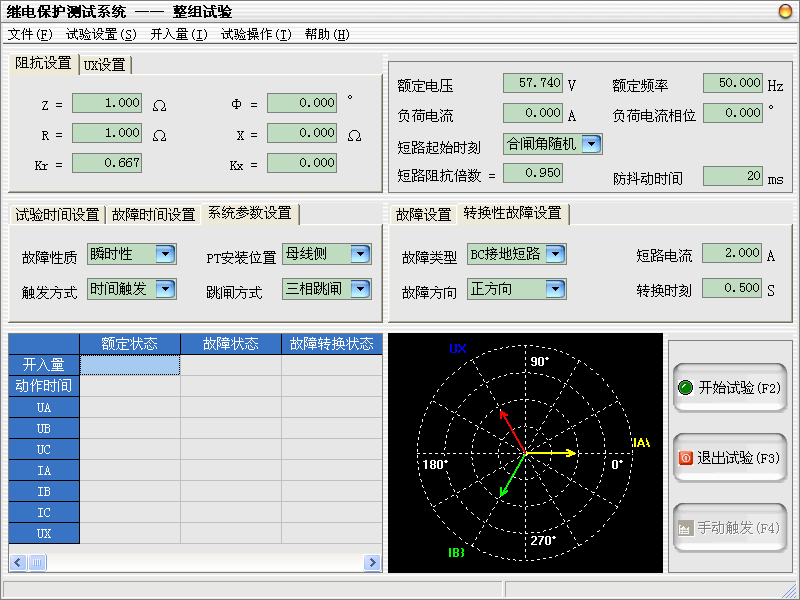 继电保护测试系统 —— 整组试验
文件(F) 试验设置(S) 开入量(I) 试验操作(T) 帮助(H)
阻抗设置 UX设置
Z = 1.000 Ω Φ = 0.000 °
R = 1.000 Ω X = 0.000 Ω
Kr = 0.667 Kx = 0.000
额定电压 57.740 V 额定频率 50.000 Hz
负荷电流 0.000 A 负荷电流相位 0.000 °
短路起始时刻 合闸角随机
短路阻抗倍数 = 0.950 防抖动时间 20 ms
试验时间设置 故障时间设置 系统参数设置
故障性质 瞬时性 PT安装位置 母线侧
触发方式 时间触发 跳闸方式 三相跳闸
故障设置 转换性故障设置
故障类型 BC接地短路 短路电流 2.000 A
故障方向 正方向 转换时刻 0.500 S
额定状态 故障状态 故障转换状态
开入量
动作时间
UA
UB
UC
IA
IB
IC
UX
UX
90°
IA
180°
0°
IB
270°
开始试验(F2)
退出试验(F3)
手动触发(F4)